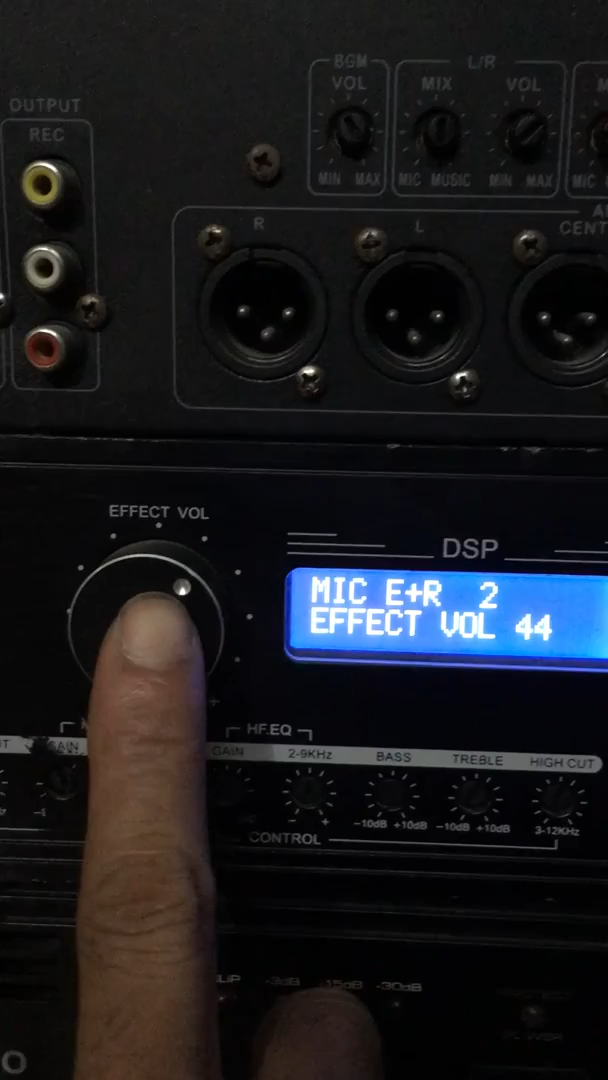 OUTPUT
REC
BGM
VOL
MIN MAX
L/R
MIX VOL
MIC MUSIC MIN MAX
MIC
R
L
CENT
EFFECT VOL
DSP
MIC E+R 2
EFFECT VOL 44
HF.EQ
GAIN
GAIN
2-9KHz
BASS
TREBLE
HIGH CUT
- +
-10dB +10dB
-10dB +10dB
3-12KHz
CONTROL
-3dB -15dB -30dB